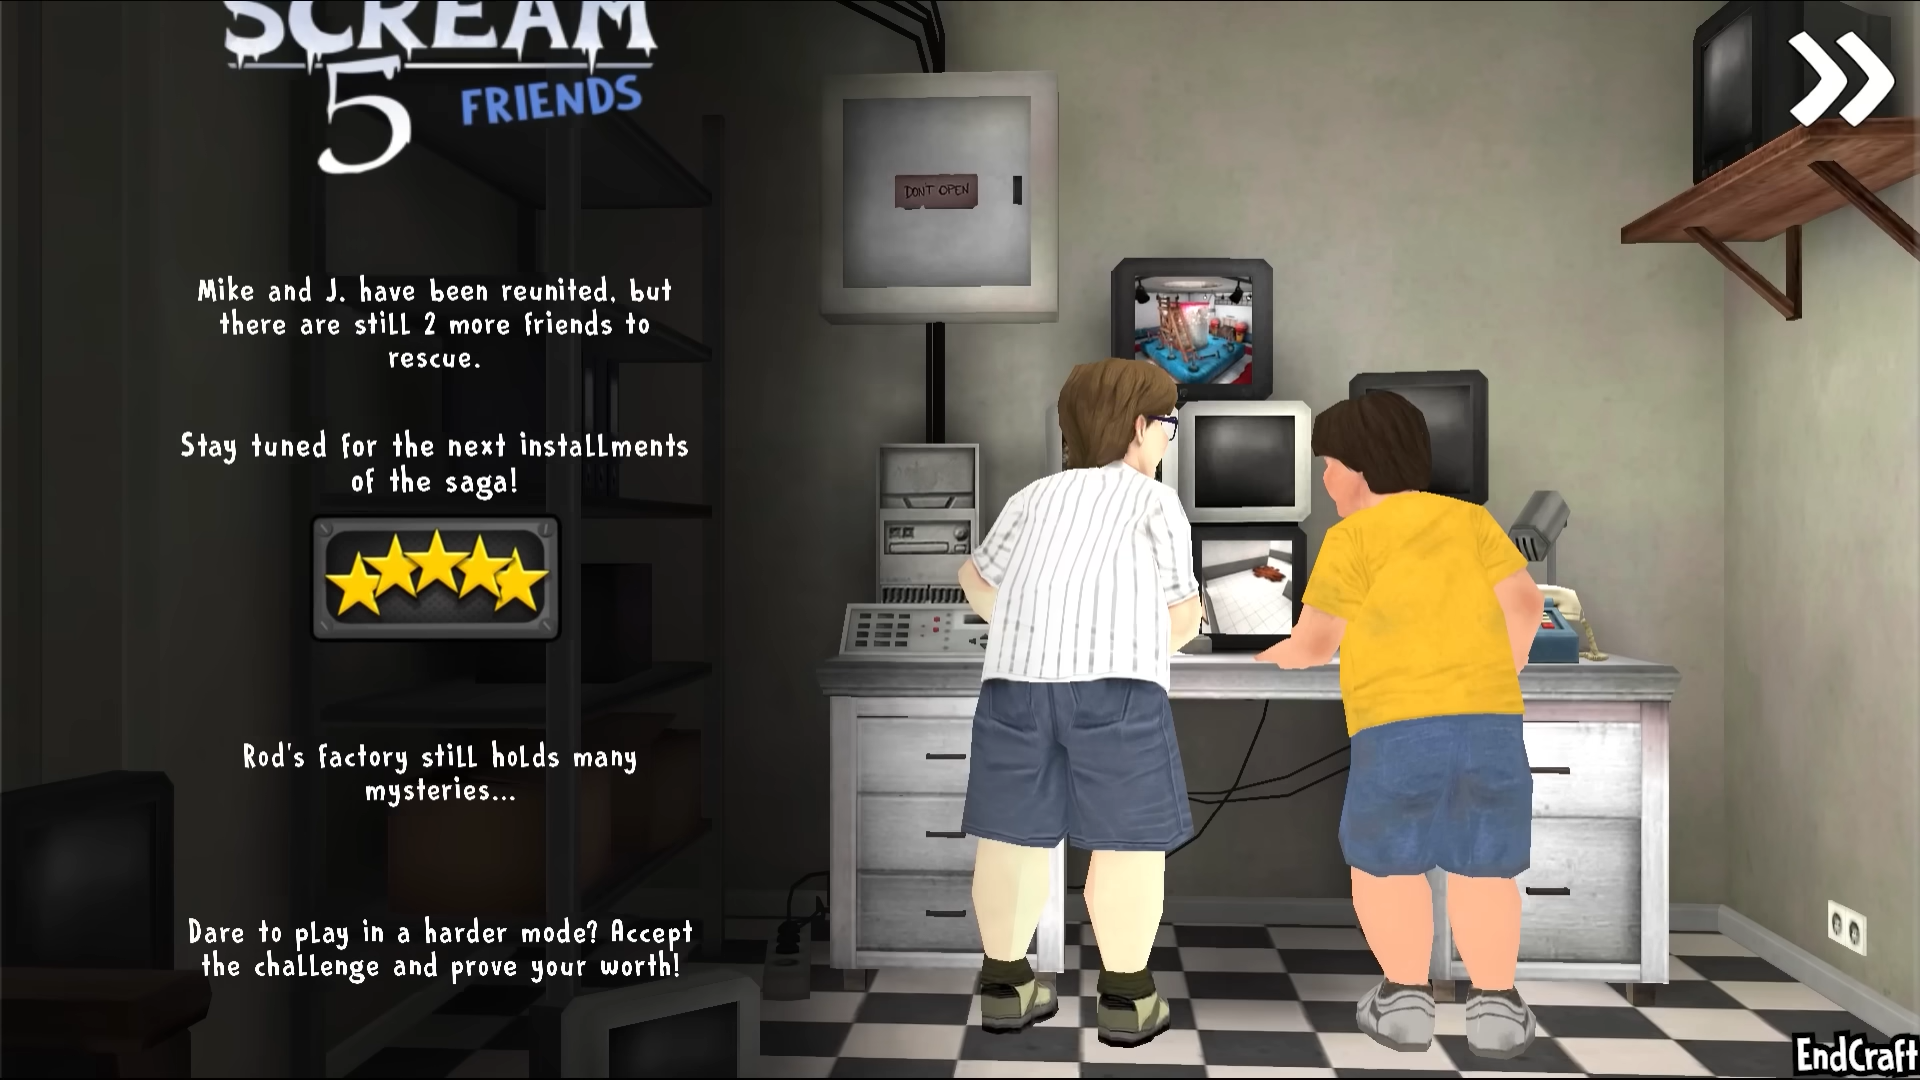 SCREAM
5 FRIENDS
DON'T OPEN
Mike and J. have been reunited, but
there are still 2 more friends to
rescue.
Stay tuned for the next installments
of the saga!
Rod's factory still holds many
mysteries...
Dare to play in a harder mode? Accept
the challenge and prove your worth!
EndCraft